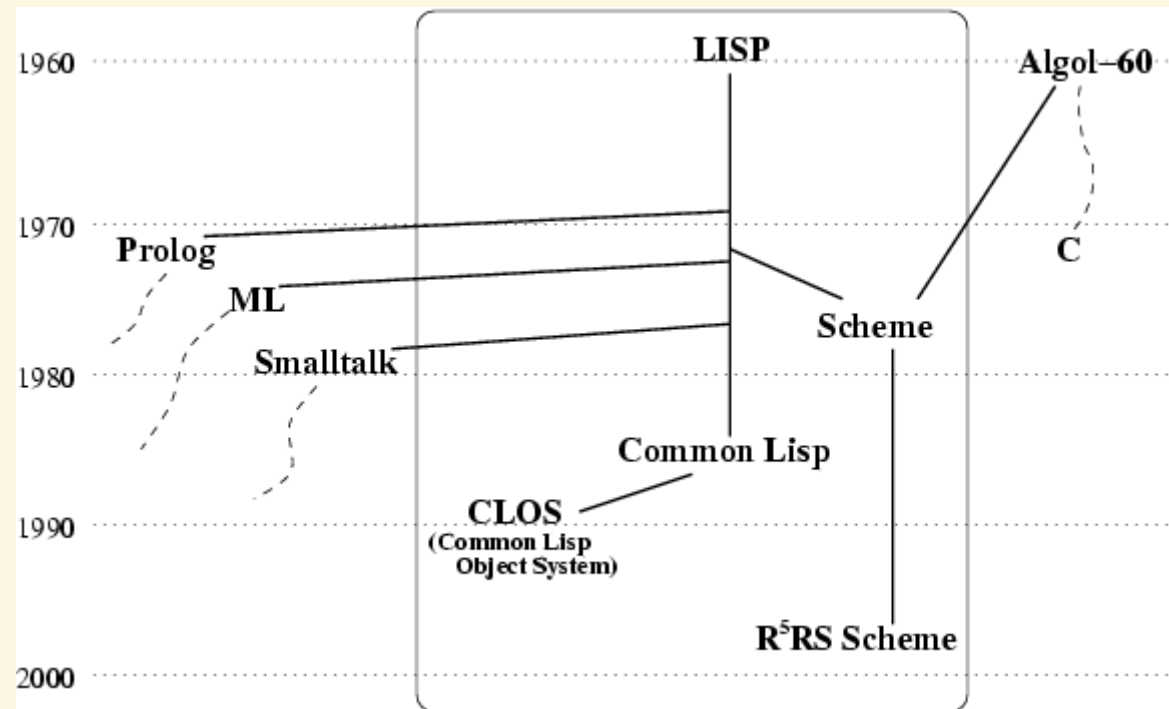 LISP
1960
Algol–60
1970
Prolog
C
ML
Scheme
Smalltalk
1980
Common Lisp
CLOS
(Common Lisp
Object System)
1990
R⁵RS Scheme
2000